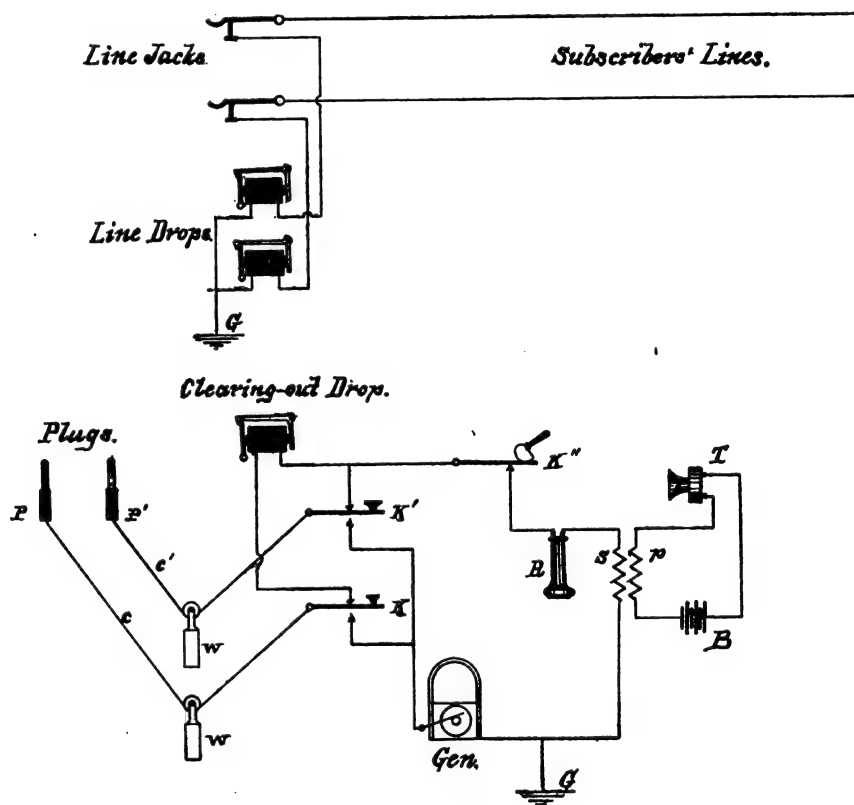 Line Jacks.
Subscribers' Lines.
Line Drops.
G
Clearing-out Drop.
Plugs.
K"
T
P
P'
K'
c'
R
s
p
c
K
W
B
W
Gen.
G